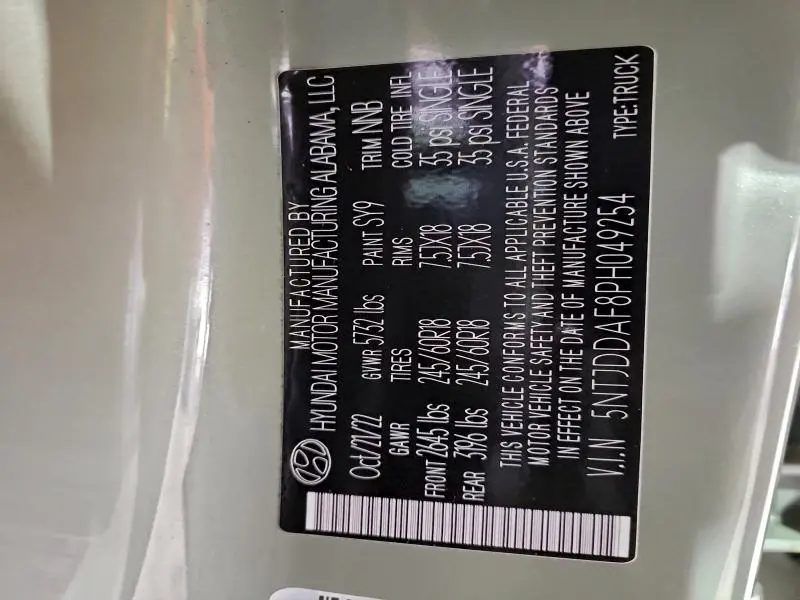 MANUFACTURED BY
HYUNDAI MOTOR MANUFACTURING ALABAMA, LLC
Oct/21/22 GVWR 5732 lbs PAINT SY9 TRIM NNB
GAWR TIRES RIMS COLD TIRE INFL
FRONT 2645 lbs 245/60R18 7.5JX18 35 psi SINGLE
REAR 3196 lbs 245/60R18 7.5JX18 35 psi SINGLE
THIS VEHICLE CONFORMS TO ALL APPLICABLE U.S.A. FEDERAL
MOTOR VEHICLE SAFETY AND THEFT PREVENTION STANDARDS
IN EFFECT ON THE DATE OF MANUFACTURE SHOWN ABOVE
V.I.N 5NTJDDAF8PH049254 TYPE:TRUCK